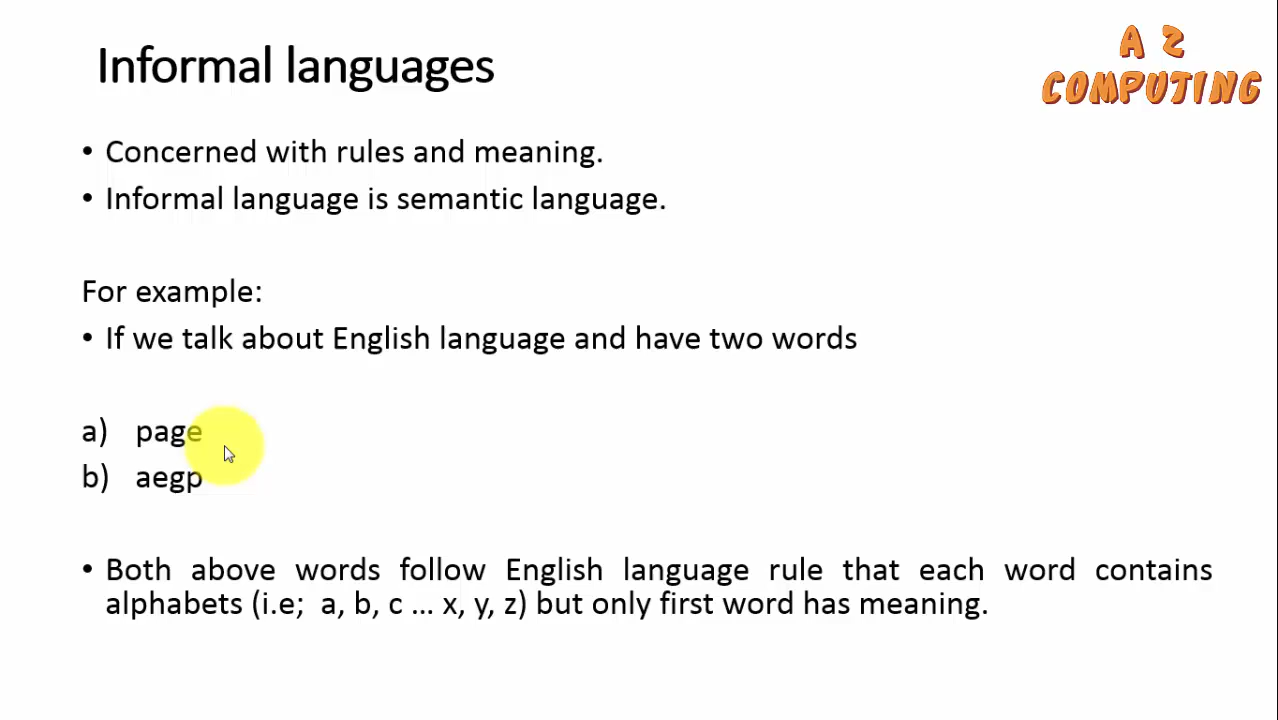 Informal languages
A Z
COMPUTING
• Concerned with rules and meaning.
• Informal language is semantic language.
For example:
• If we talk about English language and have two words
a) page
b) aegp
• Both above words follow English language rule that each word contains
alphabets (i.e; a, b, c ... x, y, z) but only first word has meaning.